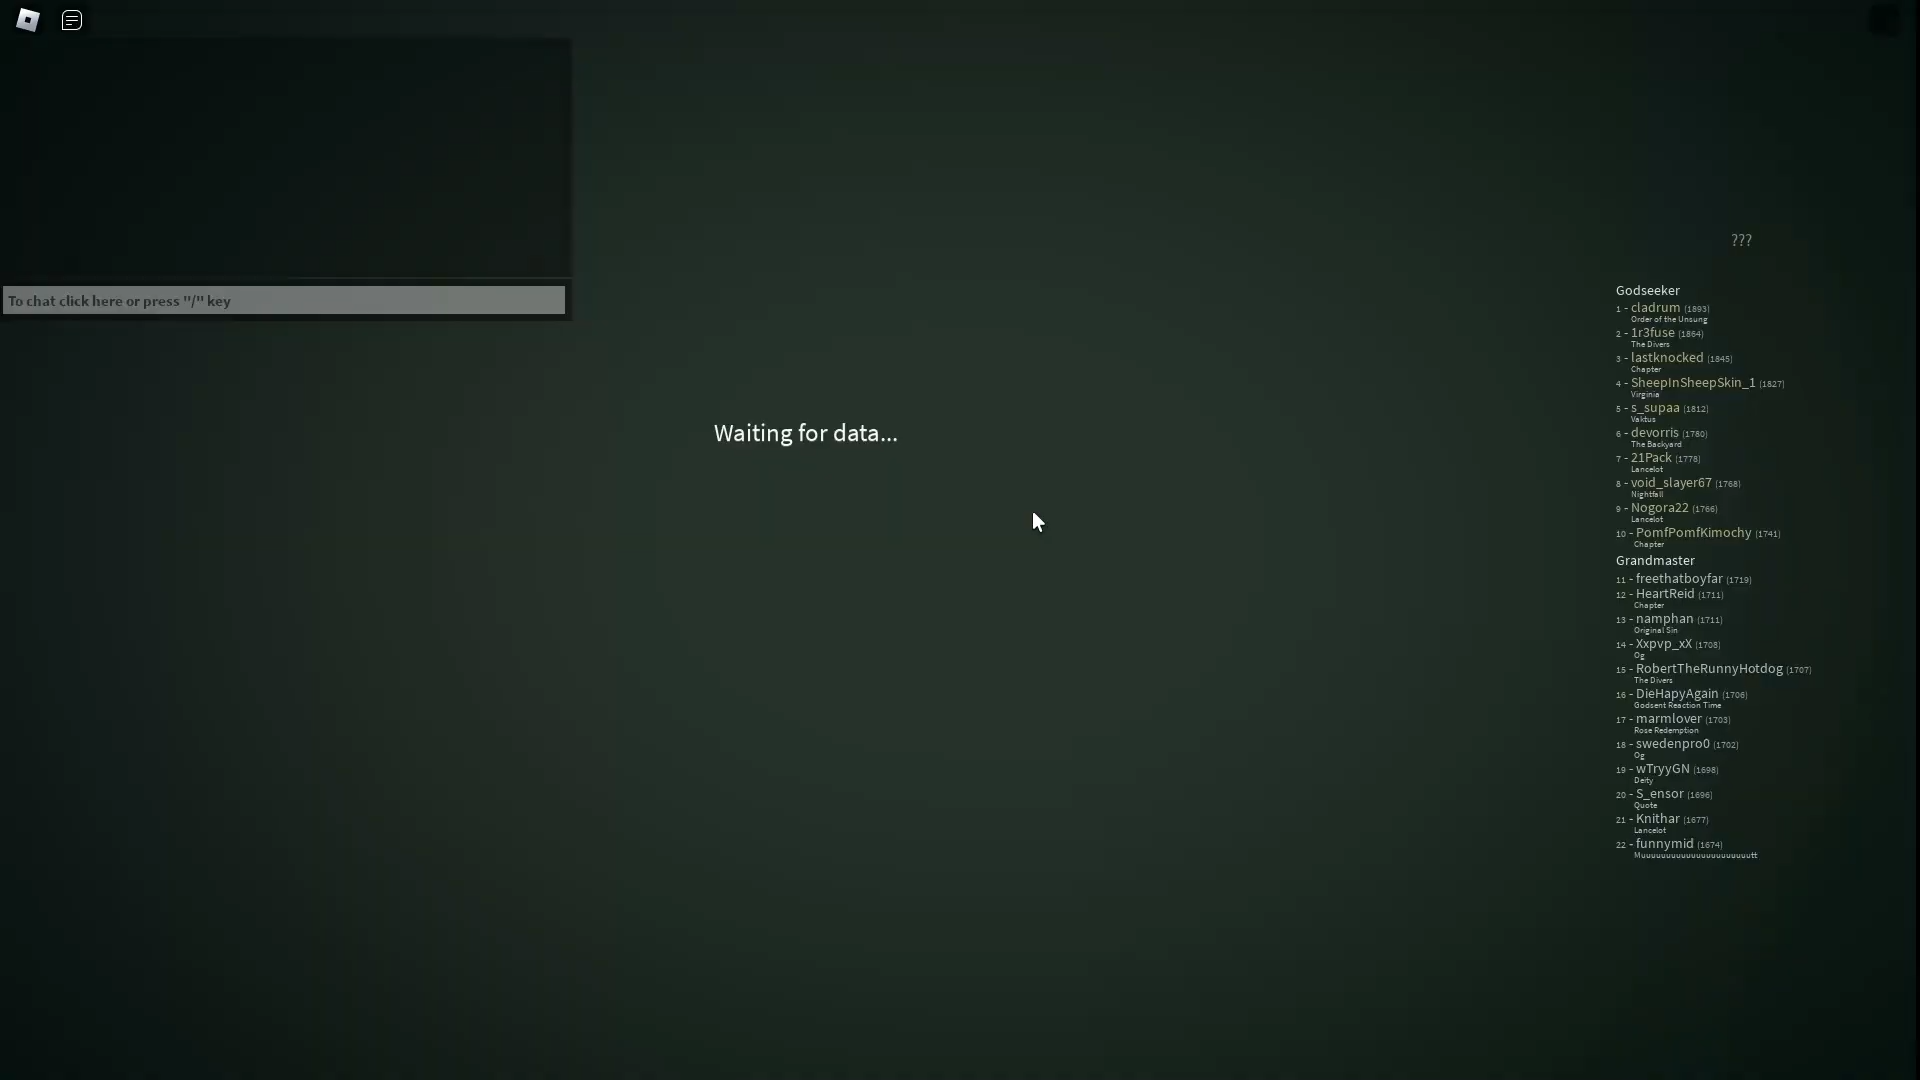 To chat click here or press "/" key
Waiting for data...
???
Godseeker
1 - cladrum (1893)
Order of the Unsung
2 - 1r3fuse (1864)
The Divers
3 - lastknocked (1845)
Chapter
4 - SheepInSheepSkin_1 (1827)
Virginia
5 - s_supaa (1812)
Vaktus
6 - devorris (1780)
The Backyard
7 - 21Pack (1778)
Lancelot
8 - void_slayer67 (1768)
Nightfall
9 - Nogora22 (1766)
Lancelot
10 - PomfPomfKimochy (1741)
Chapter
Grandmaster
11 - freethatboyfar (1719)
12 - HeartReid (1711)
Chapter
13 - namphan (1711)
Original Sin
14 - Xxpvp_xX (1708)
Og
15 - RobertTheRunnyHotdog (1707)
The Divers
16 - DieHapyAgain (1706)
Godsent Reaction Time
17 - marmlover (1703)
Rose Redemption
18 - swedenpro0 (1702)
Og
19 - wTryyGN (1698)
Deity
20 - S_ensor (1696)
Quote
21 - Knithar (1677)
Lancelot
22 - funnymid (1674)